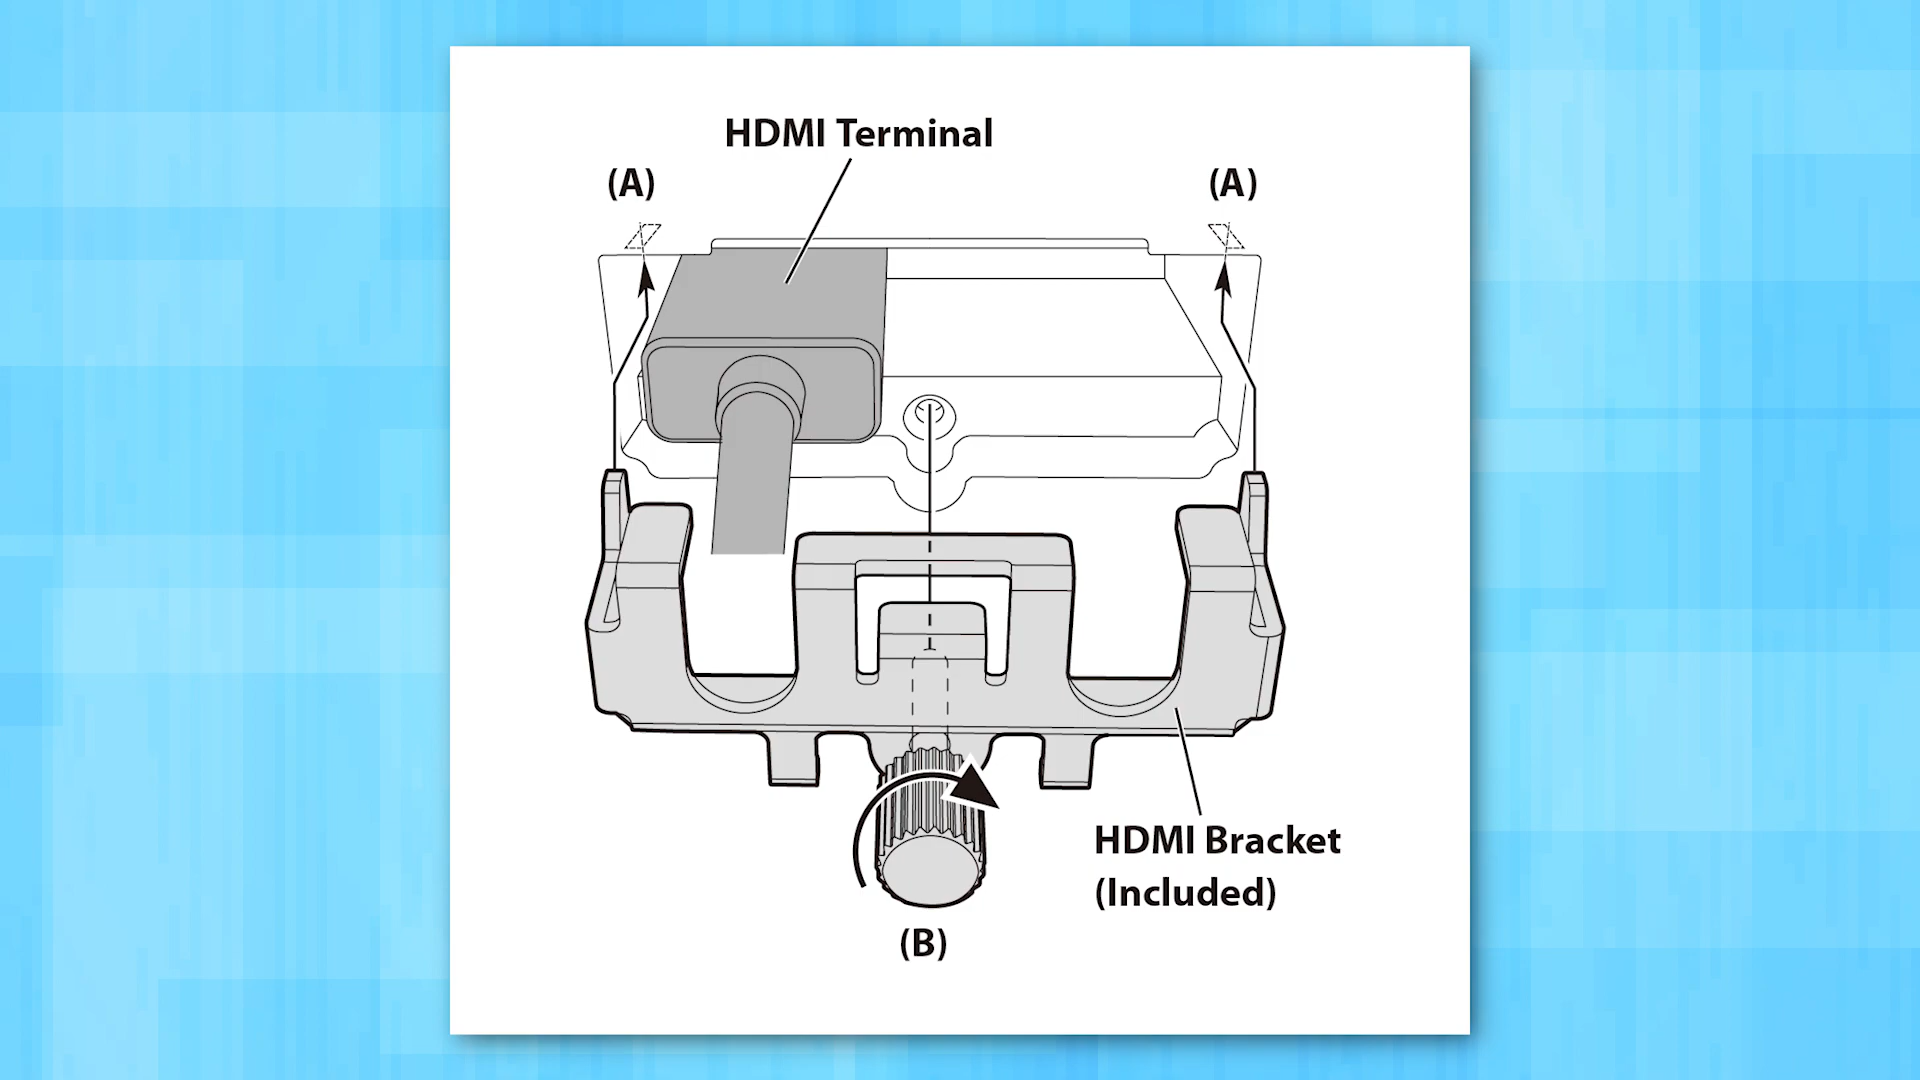 HDMI Terminal
(A)
(A)
HDMI Bracket
(Included)
(B)